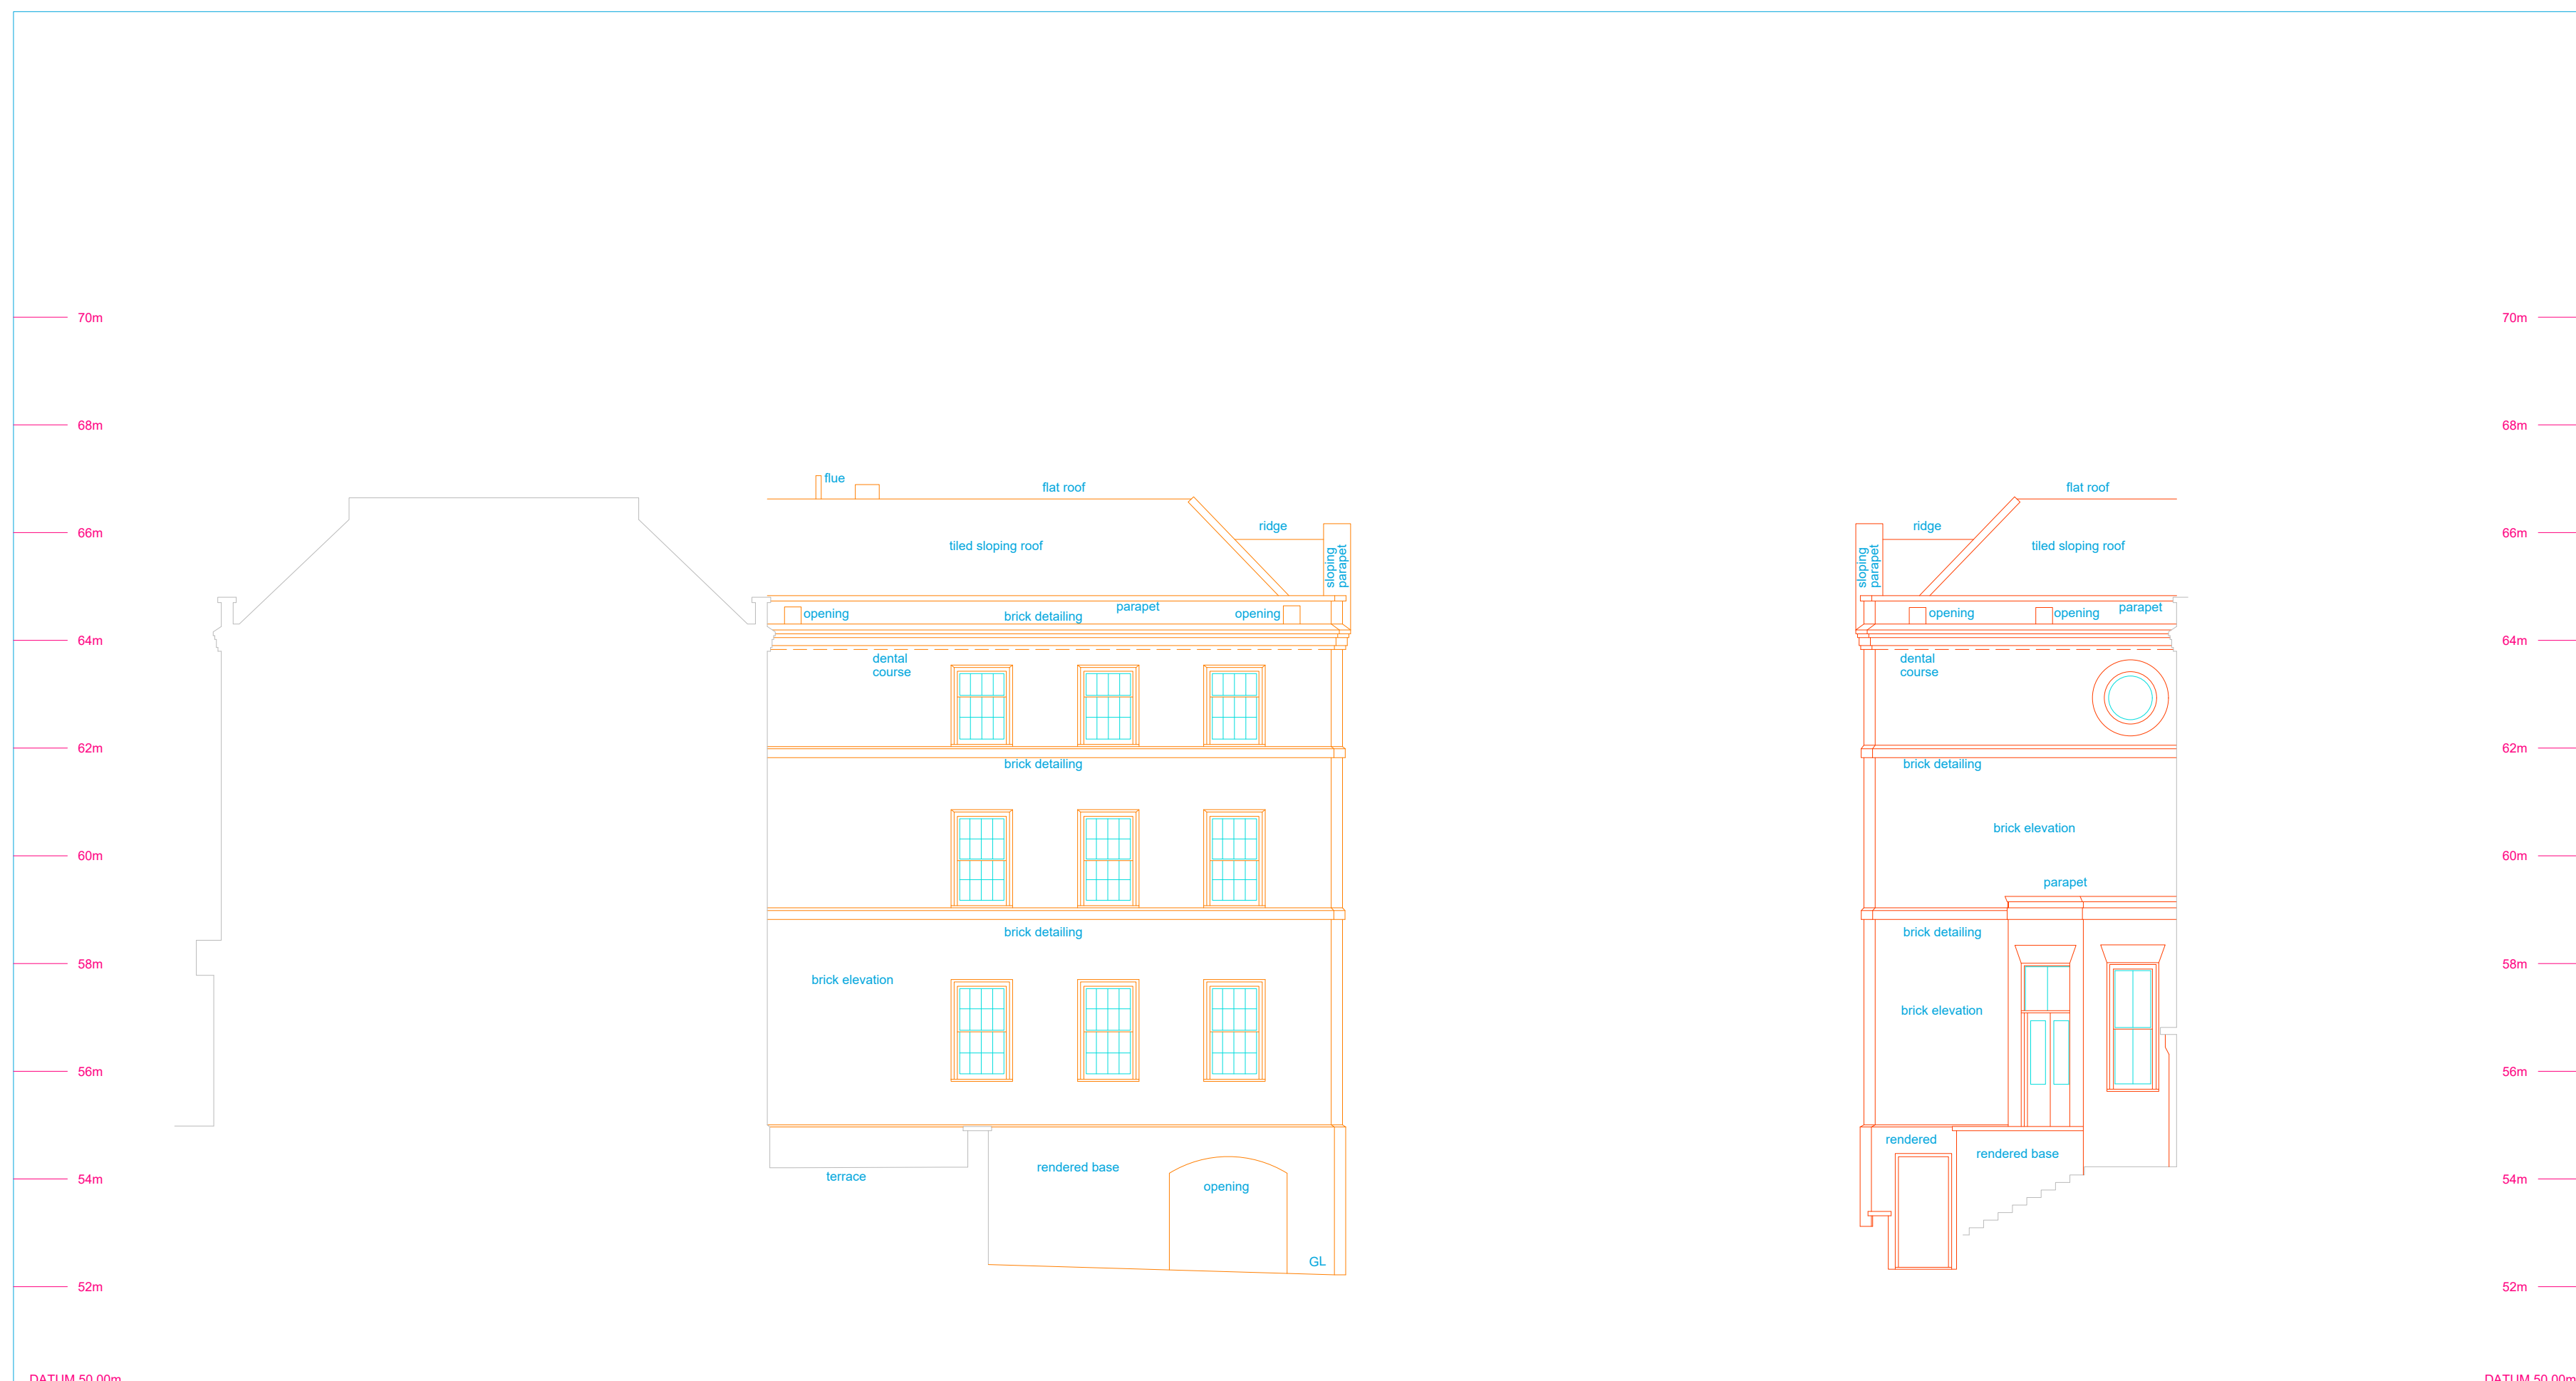 70m
70m
68m
68m
flue
flat roof
flat roof
66m
ridge
ridge
66m
tiled sloping roof
sloping
parapet
sloping
parapet
tiled sloping roof
opening
brick detailing
parapet
opening
opening
opening
parapet
64m
64m
dental
course
dental
course
62m
62m
brick detailing
brick detailing
brick elevation
60m
60m
parapet
brick detailing
brick detailing
58m
58m
brick elevation
brick elevation
56m
56m
rendered
rendered base
rendered base
terrace
opening
54m
54m
GL
52m
52m
DATUM 50.00m
DATUM 50.00m